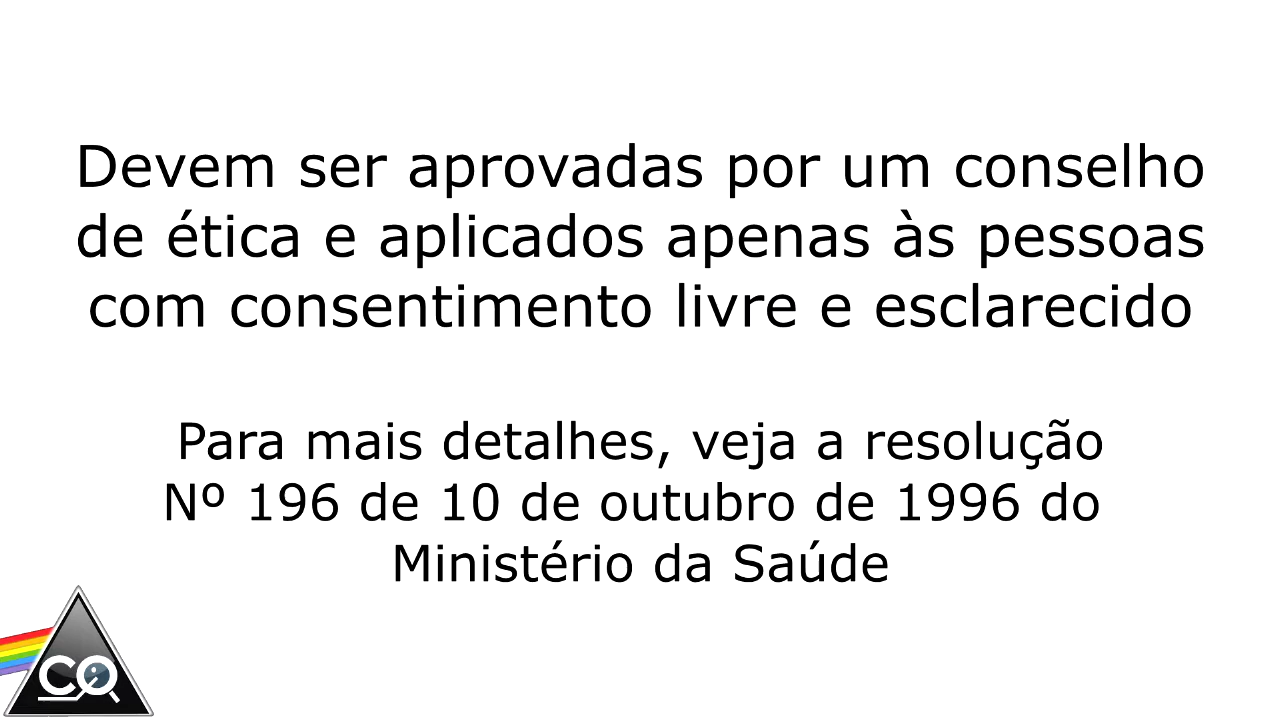 Devem ser aprovadas por um conselho
de ética e aplicados apenas às pessoas
com consentimento livre e esclarecido
Para mais detalhes, veja a resolução
Nº 196 de 10 de outubro de 1996 do
Ministério da Saúde
CQ